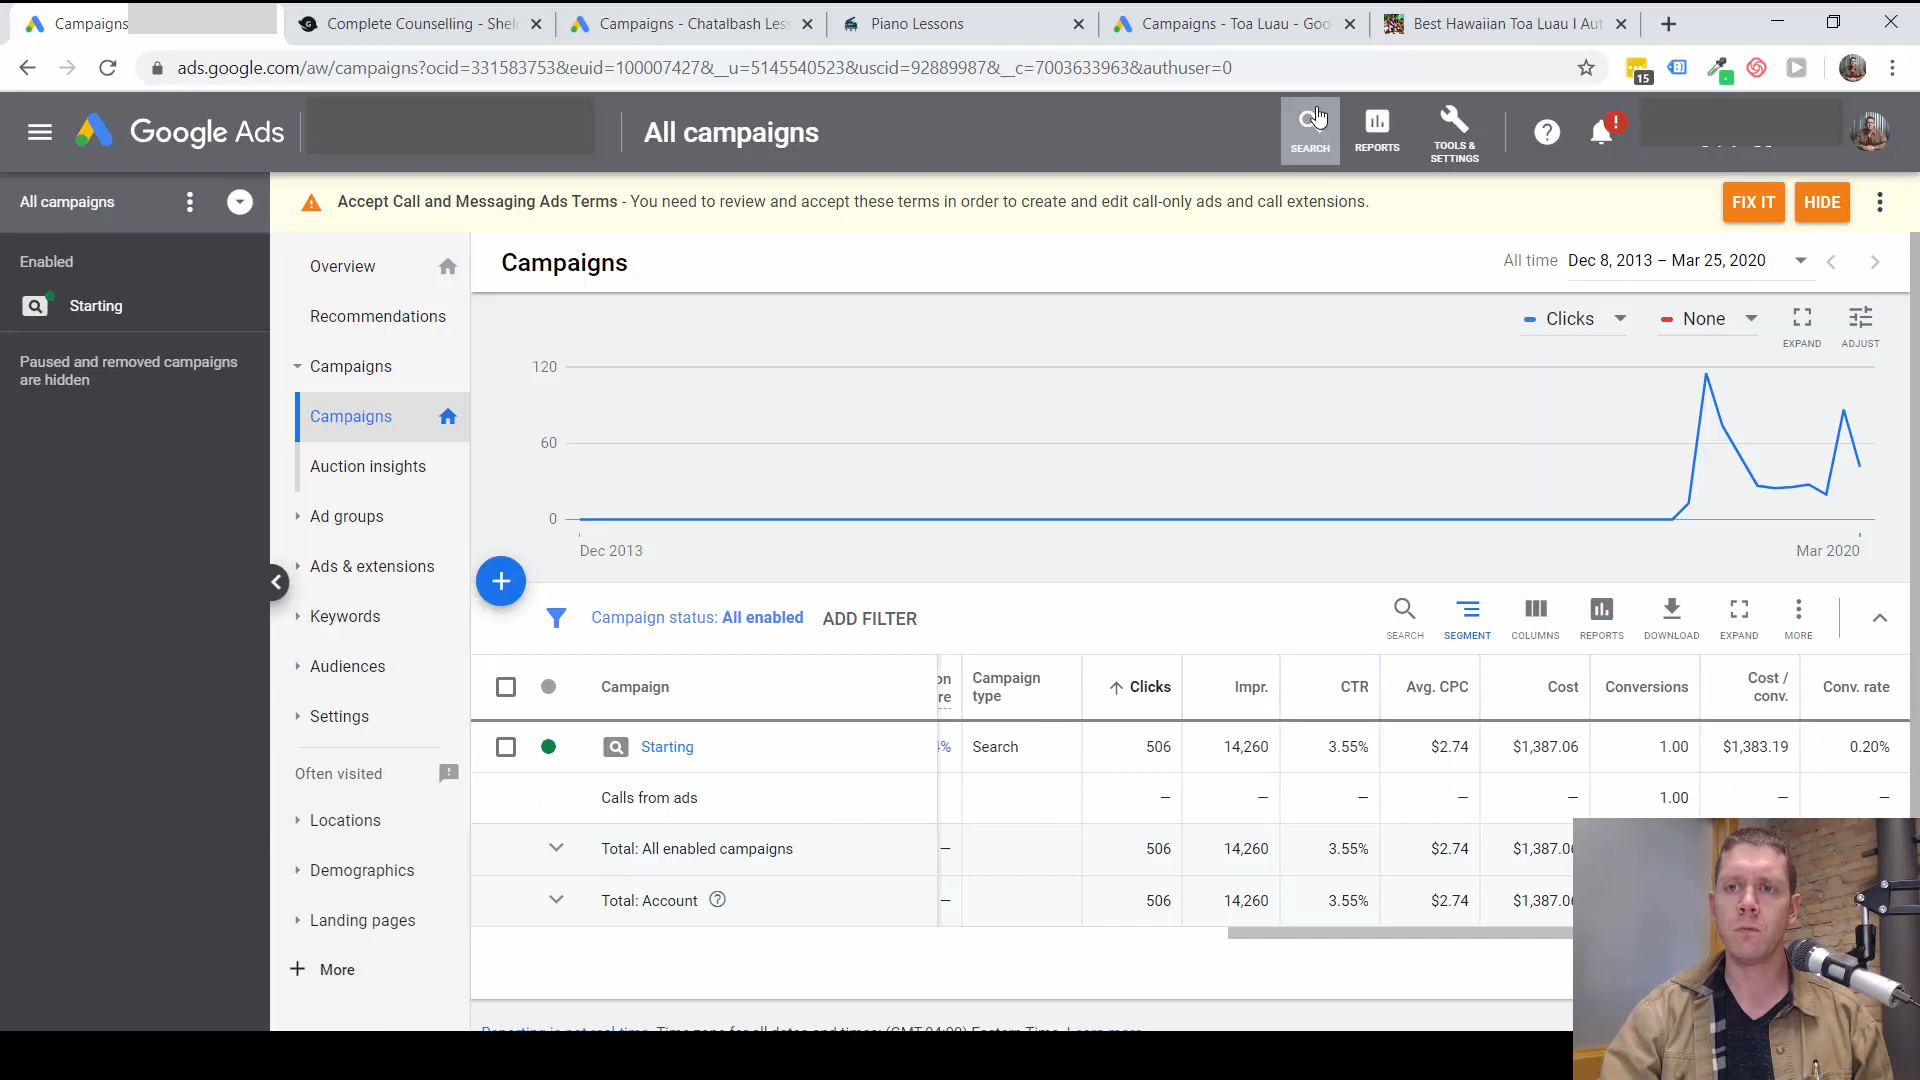 Campaigns
Complete Counselling - Shel
Campaigns - Chatalbash Less
Piano Lessons
Campaigns - Toa Luau - Goo
Best Hawaiian Toa Luau I Aut
ads.google.com/aw/campaigns?ocid=331583753&euid=100007427&__u=5145540523&uscid=92889987&__c=7003633963&authuser=0
15
Google Ads
All campaigns
SEARCH
REPORTS
TOOLS &
SETTINGS
?
!
All campaigns
Accept Call and Messaging Ads Terms - You need to review and accept these terms in order to create and edit call-only ads and call extensions.
FIX IT
HIDE
Enabled
Starting
Paused and removed campaigns
are hidden
Overview
Recommendations
Campaigns
Campaigns
Auction insights
Ad groups
Ads & extensions
Keywords
Audiences
Settings
Often visited
Locations
Demographics
Landing pages
+ More
Campaigns
All time Dec 8, 2013 – Mar 25, 2020
Clicks
None
EXPAND
ADJUST
120
60
0
Dec 2013
Mar 2020
+
Campaign status: All enabled
ADD FILTER
SEARCH
SEGMENT
COLUMNS
REPORTS
DOWNLOAD
EXPAND
MORE
Campaign
on
re
Campaign
type
Clicks
Impr.
CTR
Avg. CPC
Cost
Conversions
Cost /
conv.
Conv. rate
Starting
%
Search
506
14,260
3.55%
$2.74
$1,387.06
1.00
$1,383.19
0.20%
Calls from ads
–
–
–
–
–
1.00
–
–
Total: All enabled campaigns
–
506
14,260
3.55%
$2.74
$1,387.06
Total: Account ?
–
506
14,260
3.55%
$2.74
$1,387.06